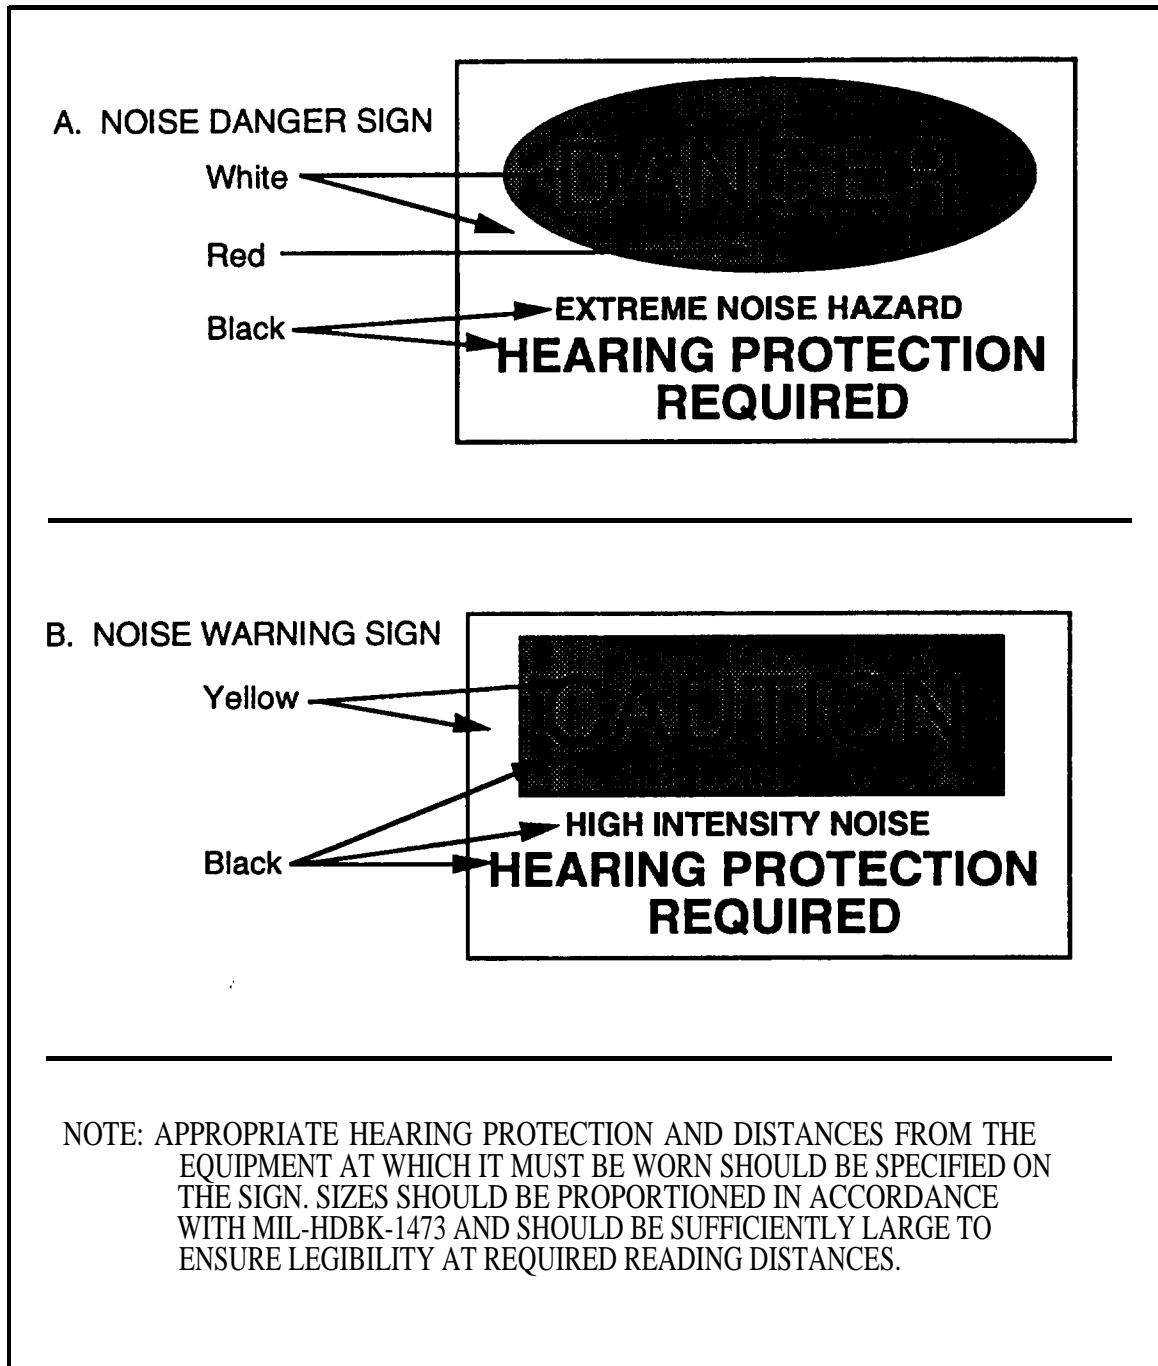 A. NOISE DANGER SIGN
White
Red
Black
DANGER
EXTREME NOISE HAZARD
HEARING PROTECTION
REQUIRED
B. NOISE WARNING SIGN
Yellow
Black
CAUTION
HIGH INTENSITY NOISE
HEARING PROTECTION
REQUIRED
NOTE: APPROPRIATE HEARING PROTECTION AND DISTANCES FROM THE
EQUIPMENT AT WHICH IT MUST BE WORN SHOULD BE SPECIFIED ON
THE SIGN. SIZES SHOULD BE PROPORTIONED IN ACCORDANCE
WITH MIL-HDBK-1473 AND SHOULD BE SUFFICIENTLY LARGE TO
ENSURE LEGIBILITY AT REQUIRED READING DISTANCES.